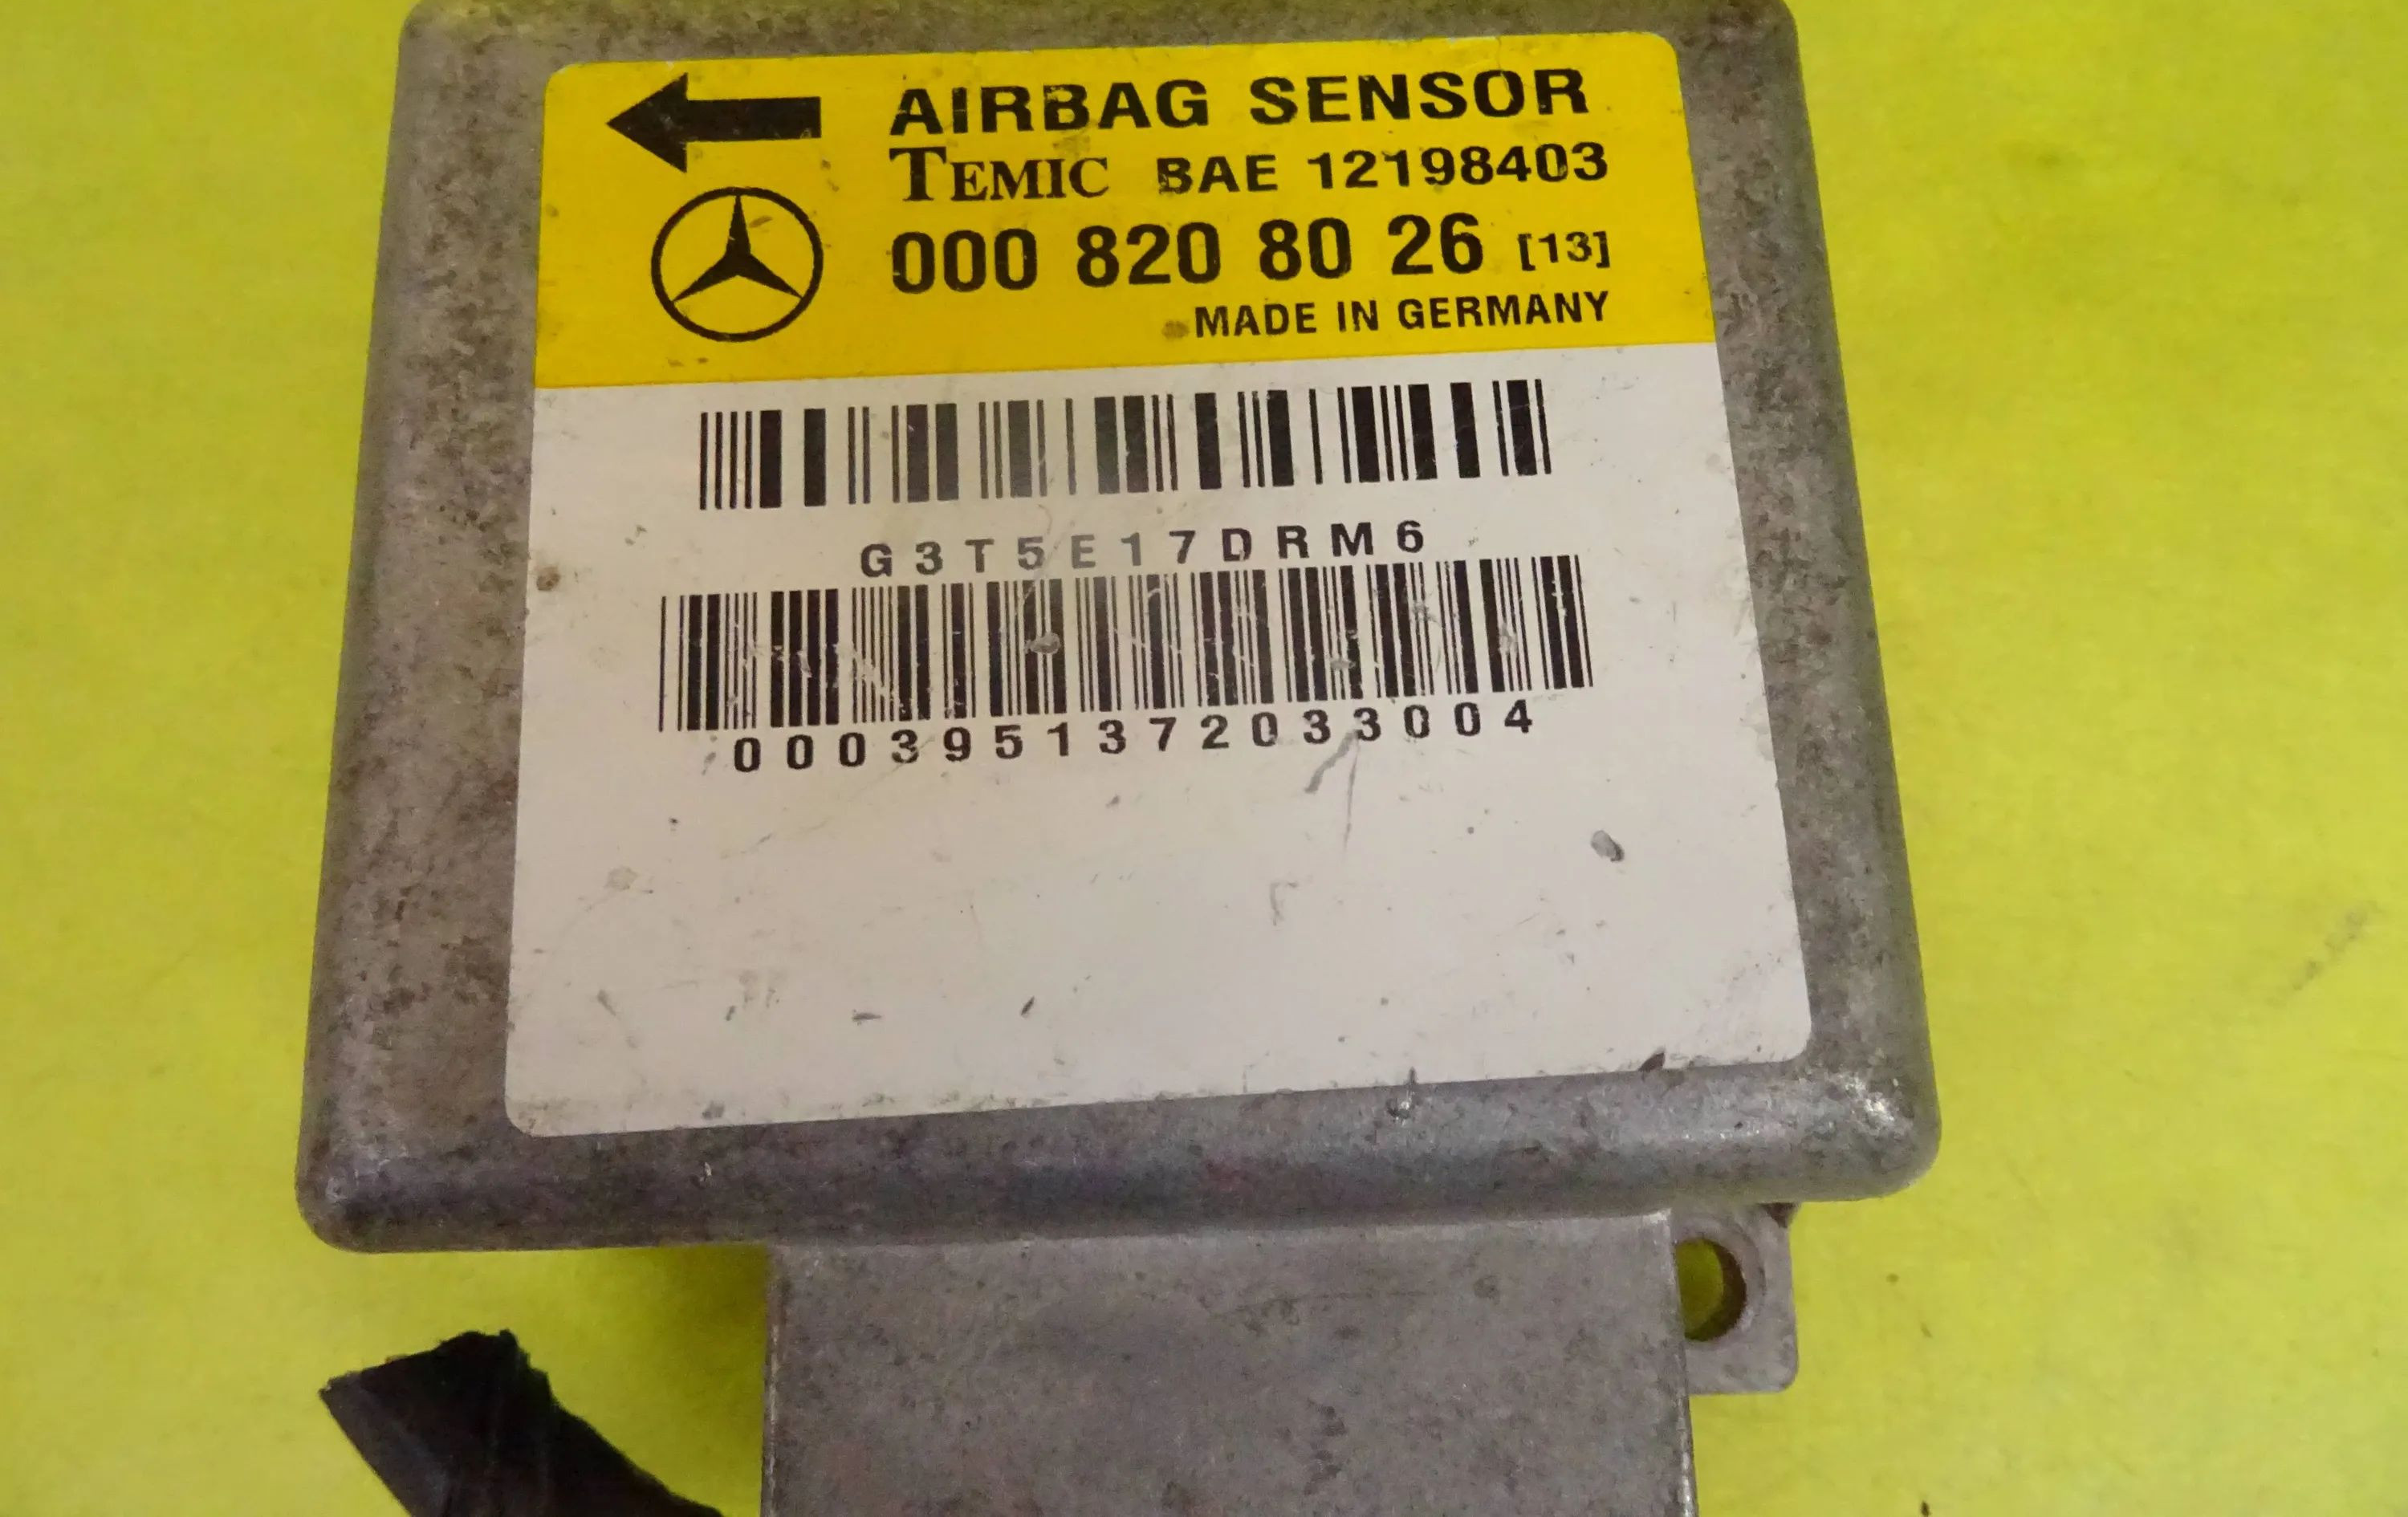 AIRBAG SENSOR
TEMIC BAE 12198403
000 820 80 26 [13]
MADE IN GERMANY
G3T5E17DRM6
0003951372033004